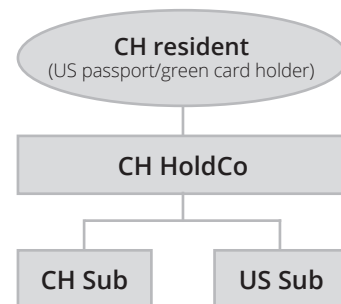 CH resident
(US passport/green card holder)
CH HoldCo
CH Sub
US Sub